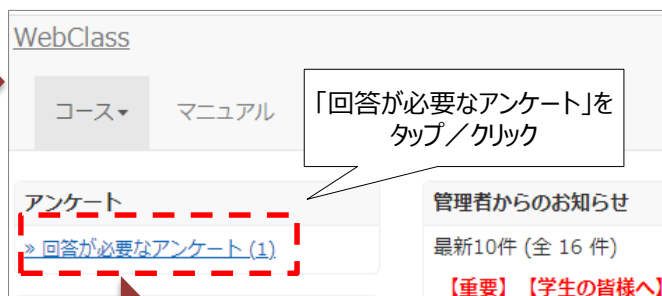 WebClass
コース▾ マニュアル
「回答が必要なアンケート」を
タップ／クリック
アンケート
» 回答が必要なアンケート (1)
管理者からのお知らせ
最新10件 (全 16 件)
【重要】【学生の皆様へ】